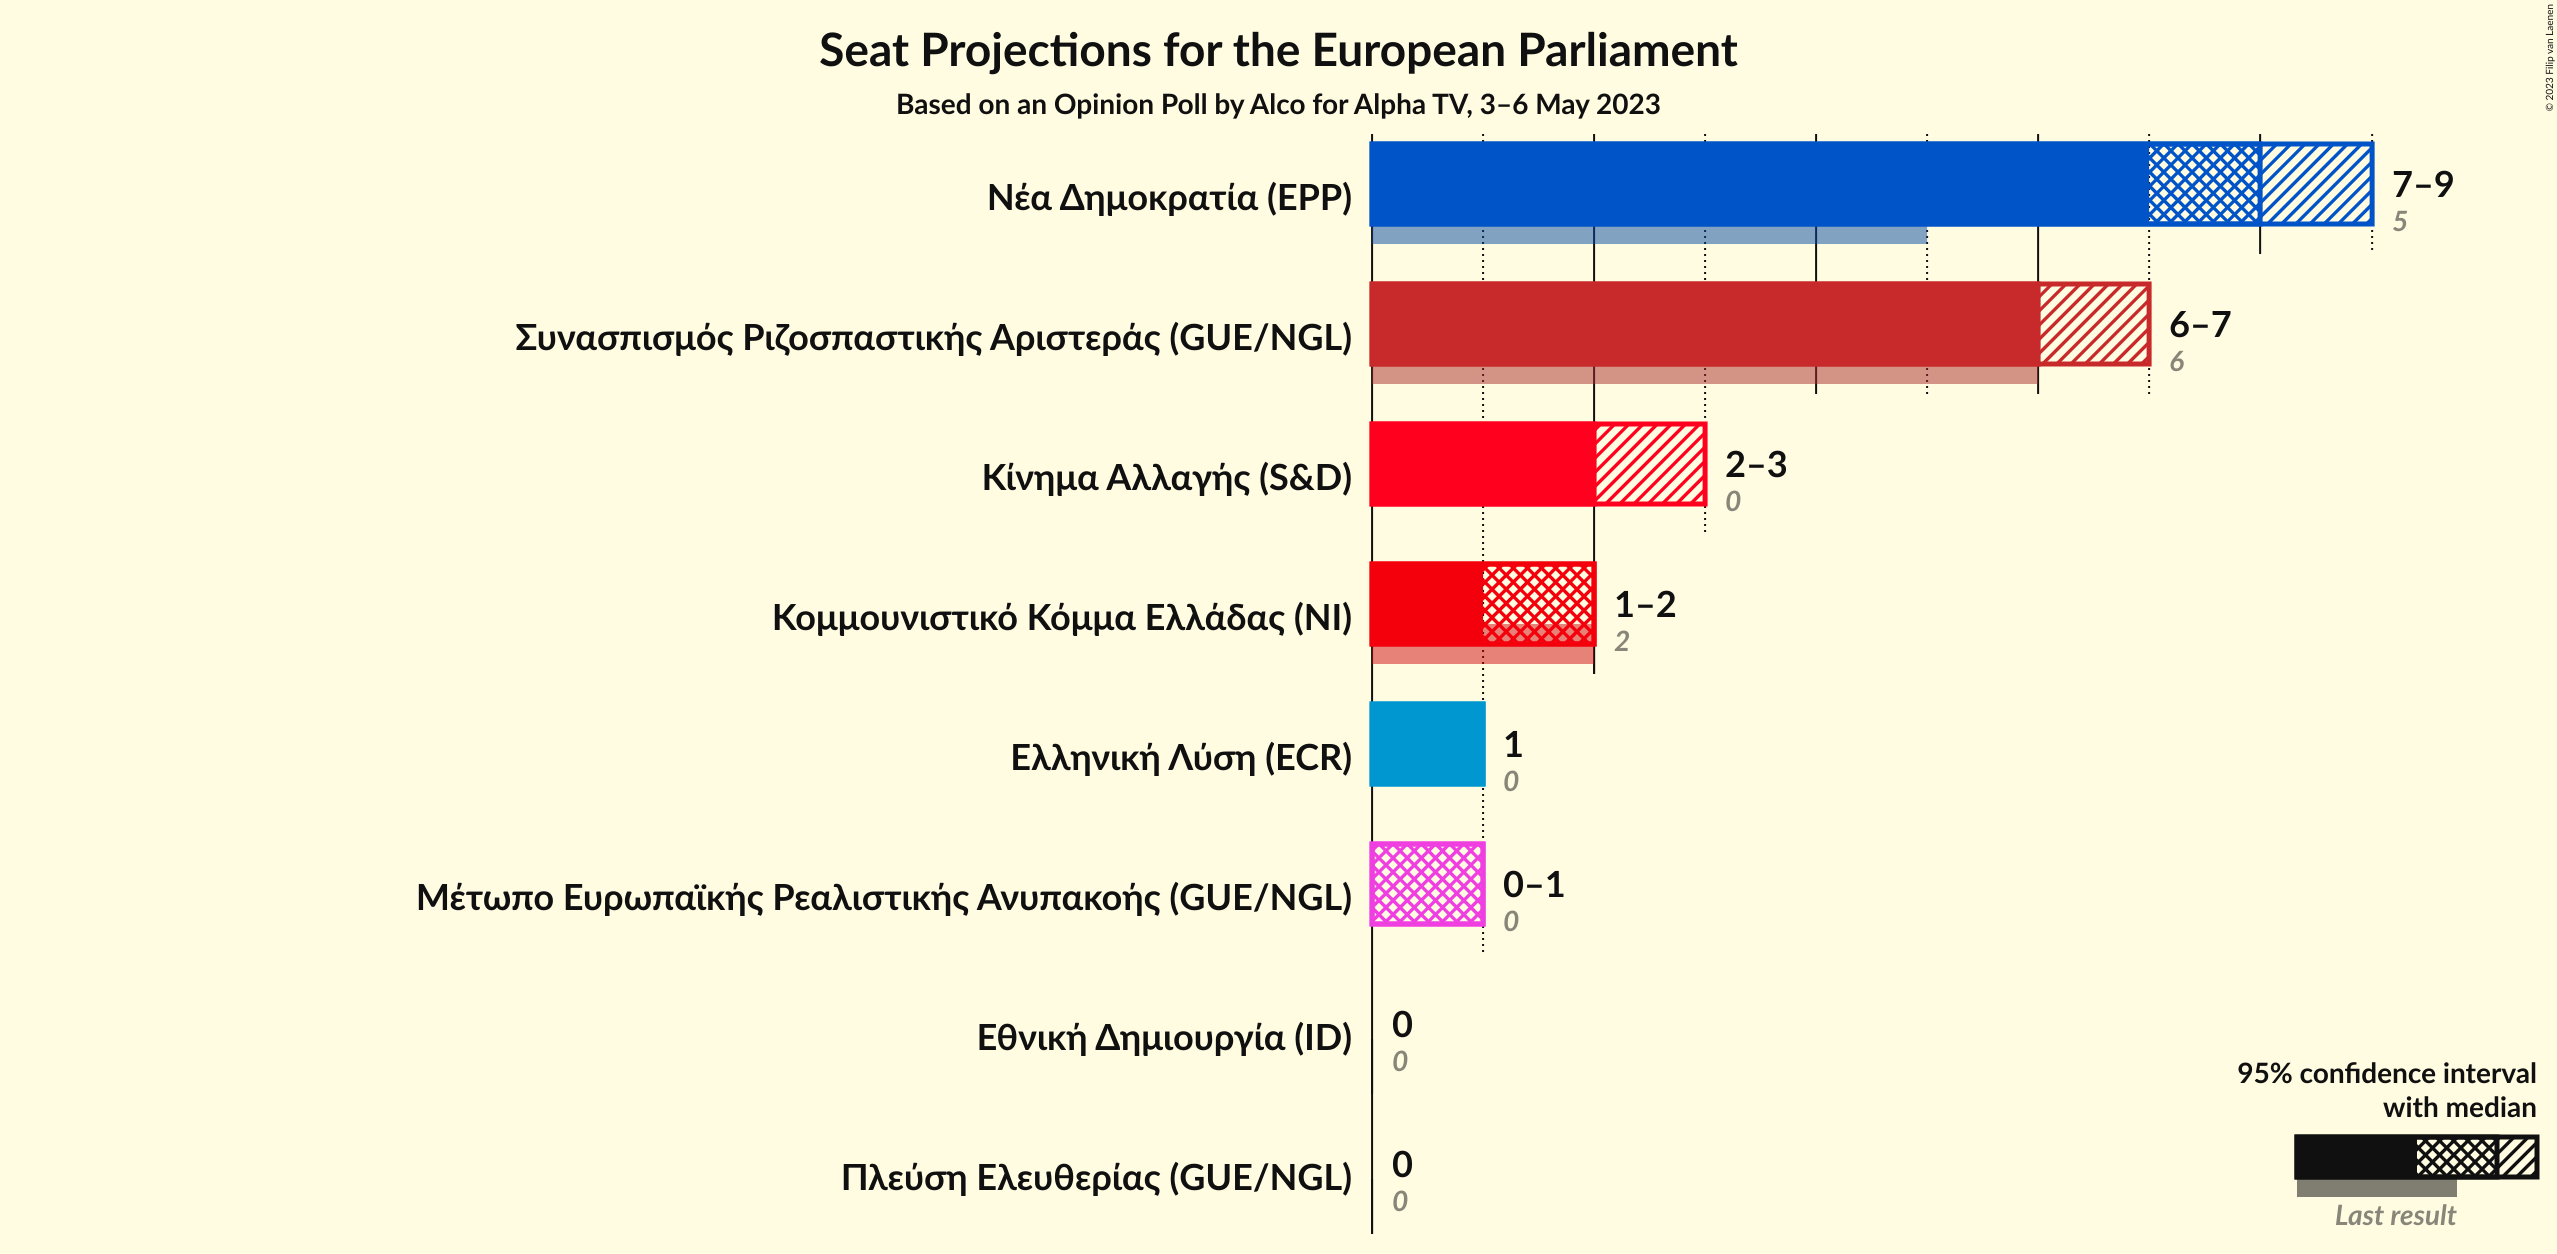 Seat Projections for the European Parliament
Based on an Opinion Poll by Alco for Alpha TV, 3–6 May 2023
© 2023 Filip van Laenen
Νέα Δημοκρατία (EPP)
7–9
5
Συνασπισμός Ριζοσπαστικής Αριστεράς (GUE/NGL)
6–7
6
Κίνημα Αλλαγής (S&D)
2–3
0
Κομμουνιστικό Κόμμα Ελλάδας (NI)
1–2
2
Ελληνική Λύση (ECR)
1
0
Μέτωπο Ευρωπαϊκής Ρεαλιστικής Ανυπακοής (GUE/NGL)
0–1
0
Εθνική Δημιουργία (ID)
0
0
Πλεύση Ελευθερίας (GUE/NGL)
0
0
95% confidence interval
with median
Last result